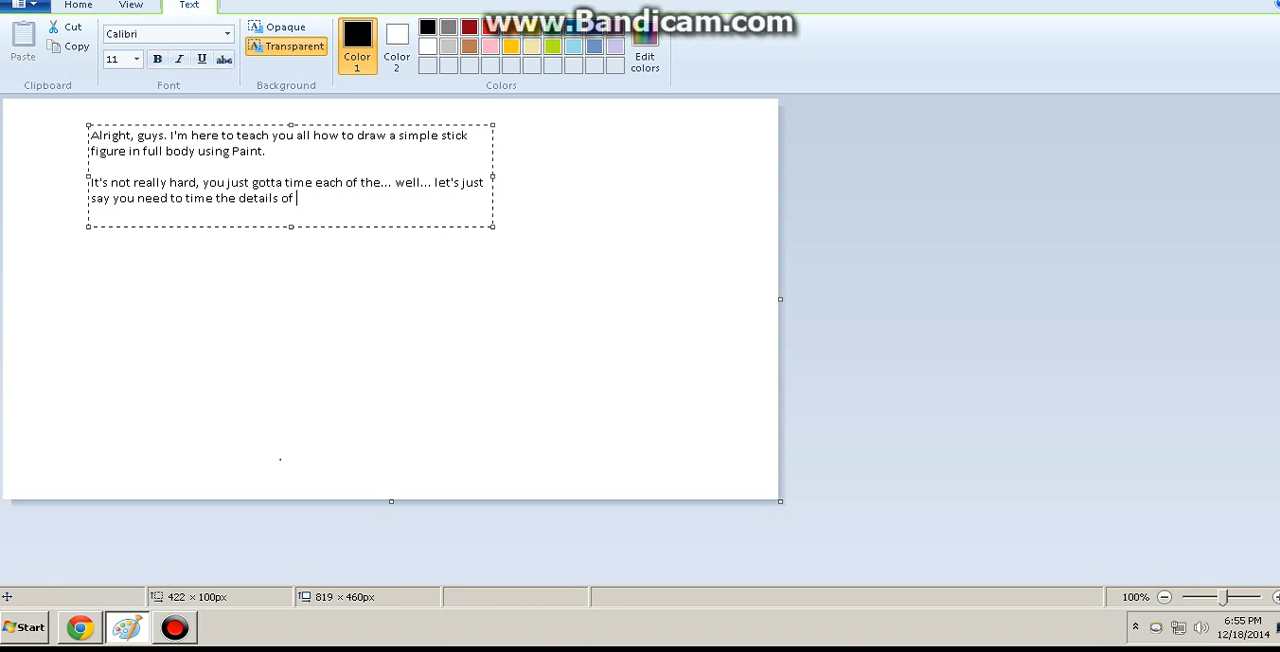 www.Bandicam.com
Home View Text
Paste
Cut
Copy
Clipboard
Calibri
11 B I U abc
Font
Opaque
Transparent
Background
Color 1
Color 2
Edit colors
Colors
Alright, guys. I'm here to teach you all how to draw a simple stick
figure in full body using Paint.
It's not really hard, you just gotta time each of the... well... let's just
say you need to time the details of
422 × 100px
819 × 460px
100%
Start
6:55 PM
12/18/2014